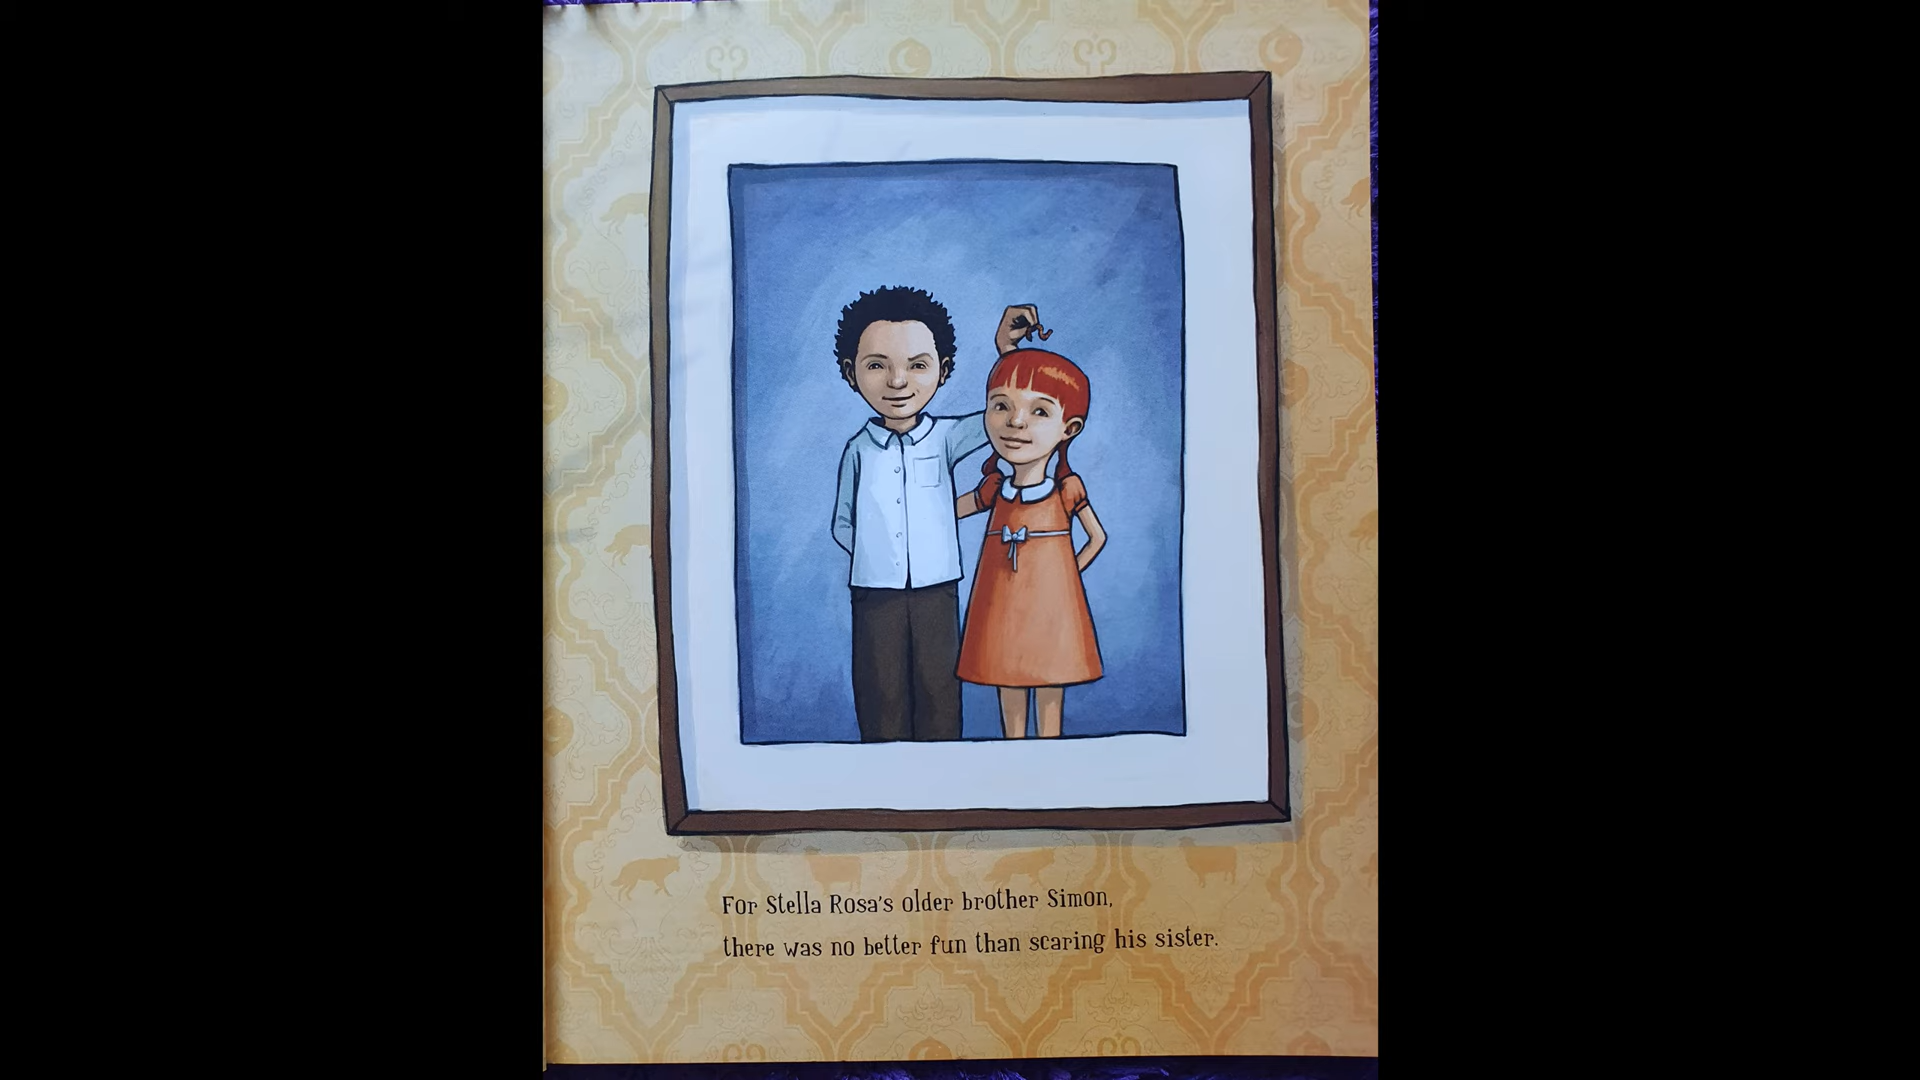 For Stella Rosa's older brother Simon,
there was no better fun than scaring his sister.